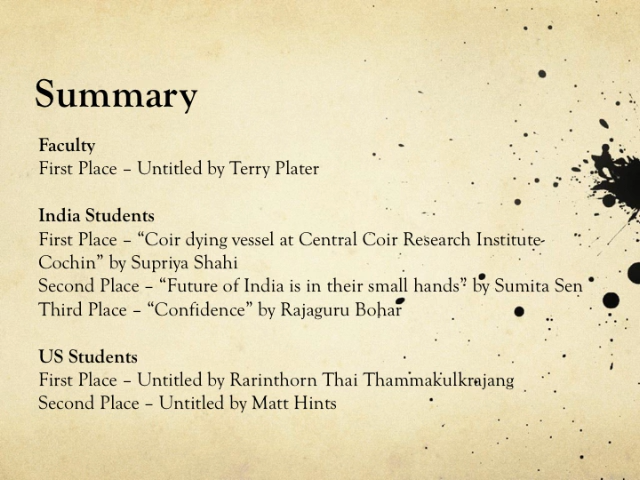 Summary
Faculty
First Place – Untitled by Terry Plater
India Students
First Place – “Coir dying vessel at Central Coir Research Institute-
Cochin” by Supriya Shahi
Second Place – “Future of India is in their small hands” by Sumita Sen
Third Place – “Confidence” by Rajaguru Bohar
US Students
First Place – Untitled by Rarinthorn Thai Thammakulkrajang
Second Place – Untitled by Matt Hints